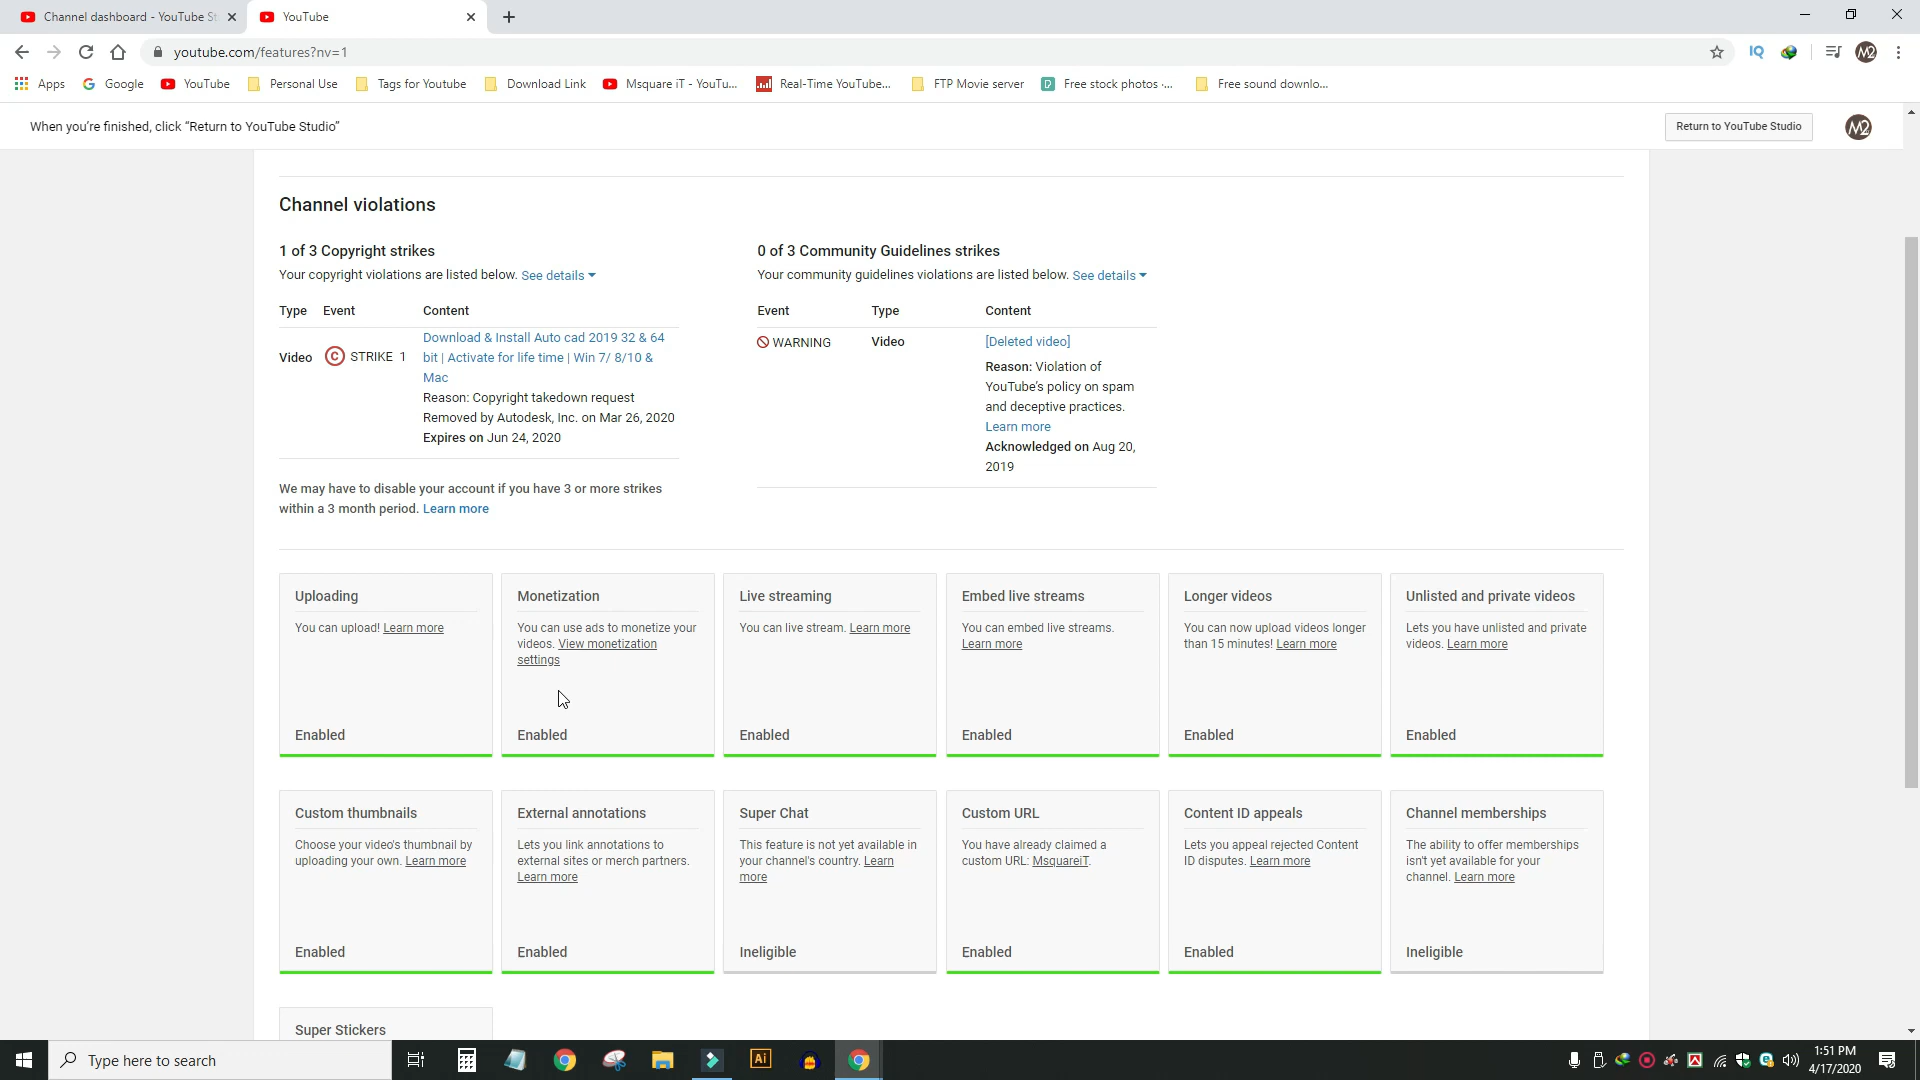 Channel dashboard - YouTube St
YouTube
youtube.com/features?nv=1
IQ
M2
Apps
Google
YouTube
Personal Use
Tags for Youtube
Download Link
Msquare iT - YouTu...
Real-Time YouTube...
FTP Movie server
Free stock photos ·...
Free sound downlo...
When you're finished, click "Return to YouTube Studio"
Return to YouTube Studio
M2
Channel violations
1 of 3 Copyright strikes
Your copyright violations are listed below. See details
Type Event Content
Video
C STRIKE 1
Download & Install Auto cad 2019 32 & 64
bit | Activate for life time | Win 7/ 8/10 &
Mac
Reason: Copyright takedown request
Removed by Autodesk, Inc. on Mar 26, 2020
Expires on Jun 24, 2020
We may have to disable your account if you have 3 or more strikes
within a 3 month period. Learn more
0 of 3 Community Guidelines strikes
Your community guidelines violations are listed below. See details
Event Type Content
WARNING
Video
[Deleted video]
Reason: Violation of
YouTube's policy on spam
and deceptive practices.
Learn more
Acknowledged on Aug 20,
2019
Uploading
You can upload! Learn more
Enabled
Monetization
You can use ads to monetize your
videos. View monetization
settings
Enabled
Live streaming
You can live stream. Learn more
Enabled
Embed live streams
You can embed live streams.
Learn more
Enabled
Longer videos
You can now upload videos longer
than 15 minutes! Learn more
Enabled
Unlisted and private videos
Lets you have unlisted and private
videos. Learn more
Enabled
Custom thumbnails
Choose your video's thumbnail by
uploading your own. Learn more
Enabled
External annotations
Lets you link annotations to
external sites or merch partners.
Learn more
Enabled
Super Chat
This feature is not yet available in
your channel's country. Learn
more
Ineligible
Custom URL
You have already claimed a
custom URL: MsquareiT.
Enabled
Content ID appeals
Lets you appeal rejected Content
ID disputes. Learn more
Enabled
Channel memberships
The ability to offer memberships
isn't yet available for your
channel. Learn more
Ineligible
Super Stickers
Type here to search
Ai
1:51 PM
4/17/2020